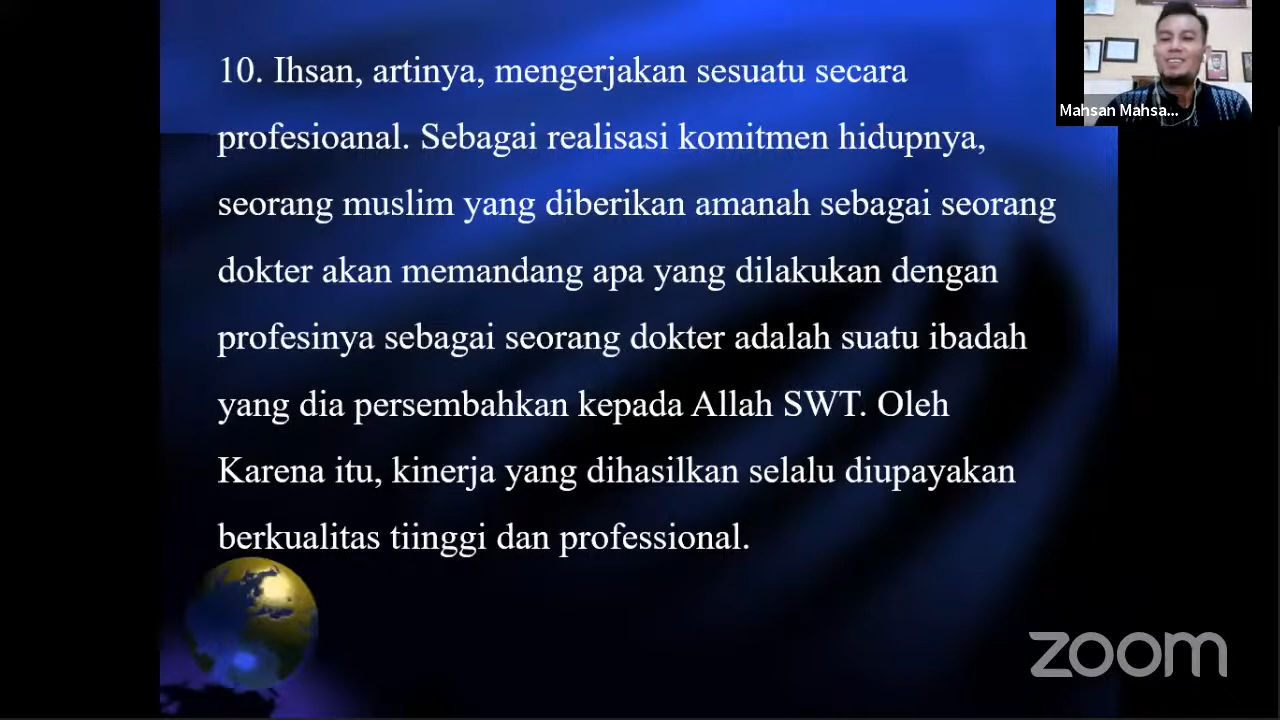 10. Ihsan, artinya, mengerjakan sesuatu secara
profesioanal. Sebagai realisasi komitmen hidupnya,
seorang muslim yang diberikan amanah sebagai seorang
dokter akan memandang apa yang dilakukan dengan
profesinya sebagai seorang dokter adalah suatu ibadah
yang dia persembahkan kepada Allah SWT. Oleh
Karena itu, kinerja yang dihasilkan selalu diupayakan
berkualitas tiinggi dan professional.
Mahsan Mahsa...
zoom